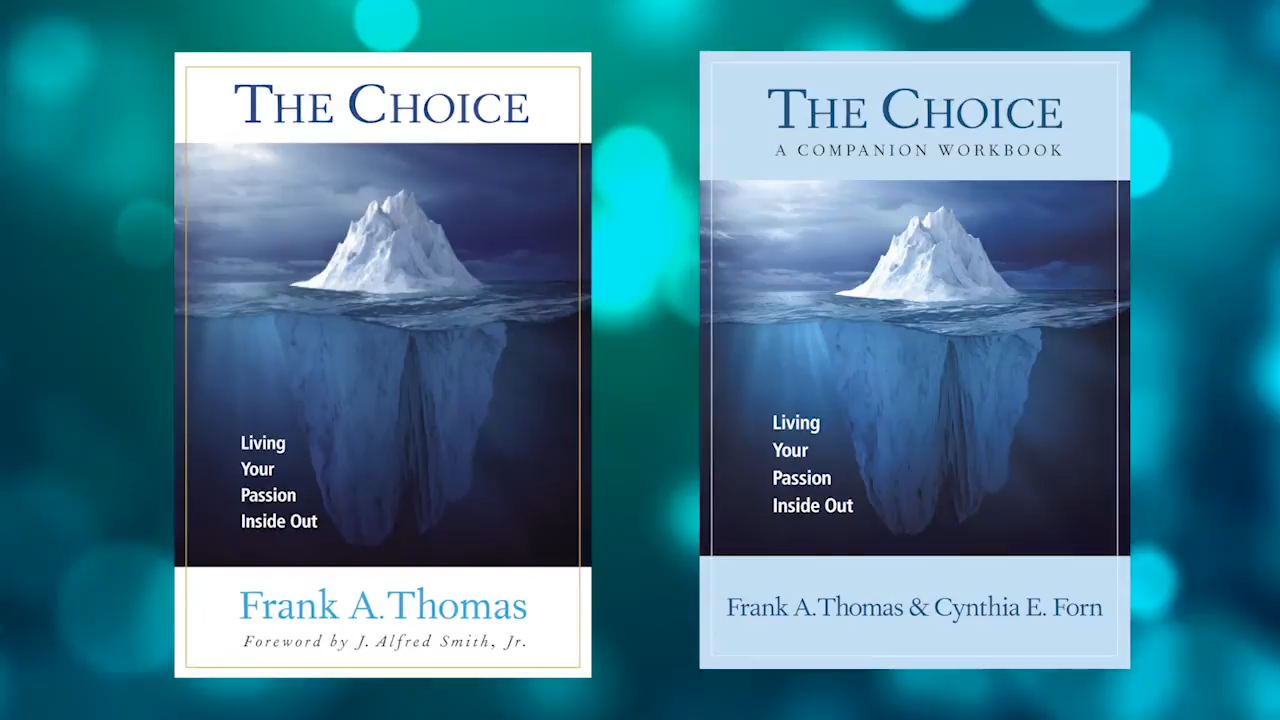 The Choice
Living
Your
Passion
Inside Out
Frank A. Thomas
Foreword by J. Alfred Smith, Jr.
The Choice
A Companion Workbook
Living
Your
Passion
Inside Out
Frank A. Thomas & Cynthia E. Forn